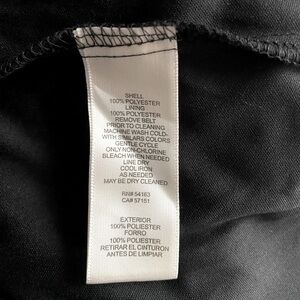 SHELL
100% POLYESTER
LINING
100% POLYESTER
REMOVE BELT
PRIOR TO CLEANING
MACHINE WASH COLD-
WITH SIMILARS COLORS
GENTLE CYCLE
ONLY NON-CHLORINE
BLEACH WHEN NEEDED
LINE DRY
COOL IRON
AS NEEDED
MAY BE DRY CLEANED
RN# 54163
CA# 57151
EXTERIOR
100% POLIESTER
FORRO
100% POLIESTER
RETIRAR EL CINTURON
ANTES DE LIMPIAR